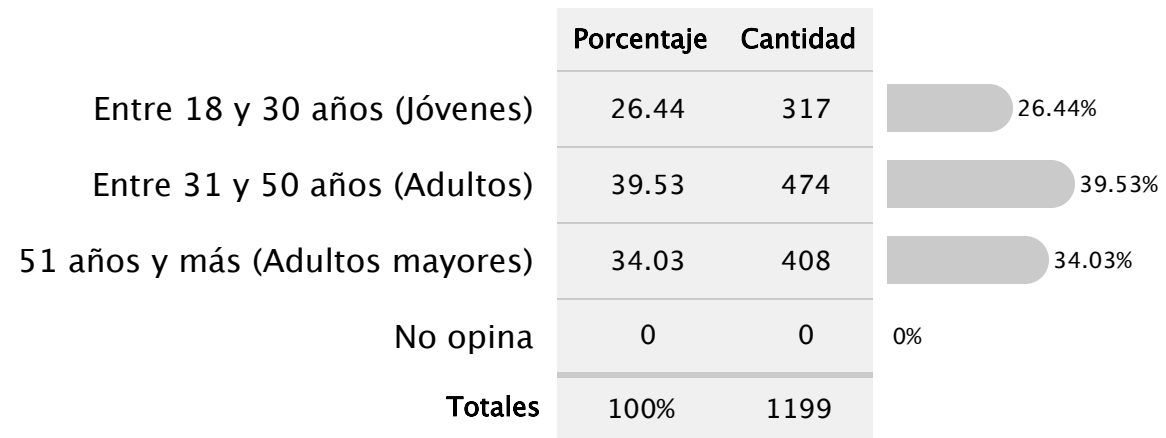 Porcentaje Cantidad
Entre 18 y 30 años (Jóvenes) 26.44 317 26.44%
Entre 31 y 50 años (Adultos) 39.53 474 39.53%
51 años y más (Adultos mayores) 34.03 408 34.03%
No opina 0 0 0%
Totales 100% 1199